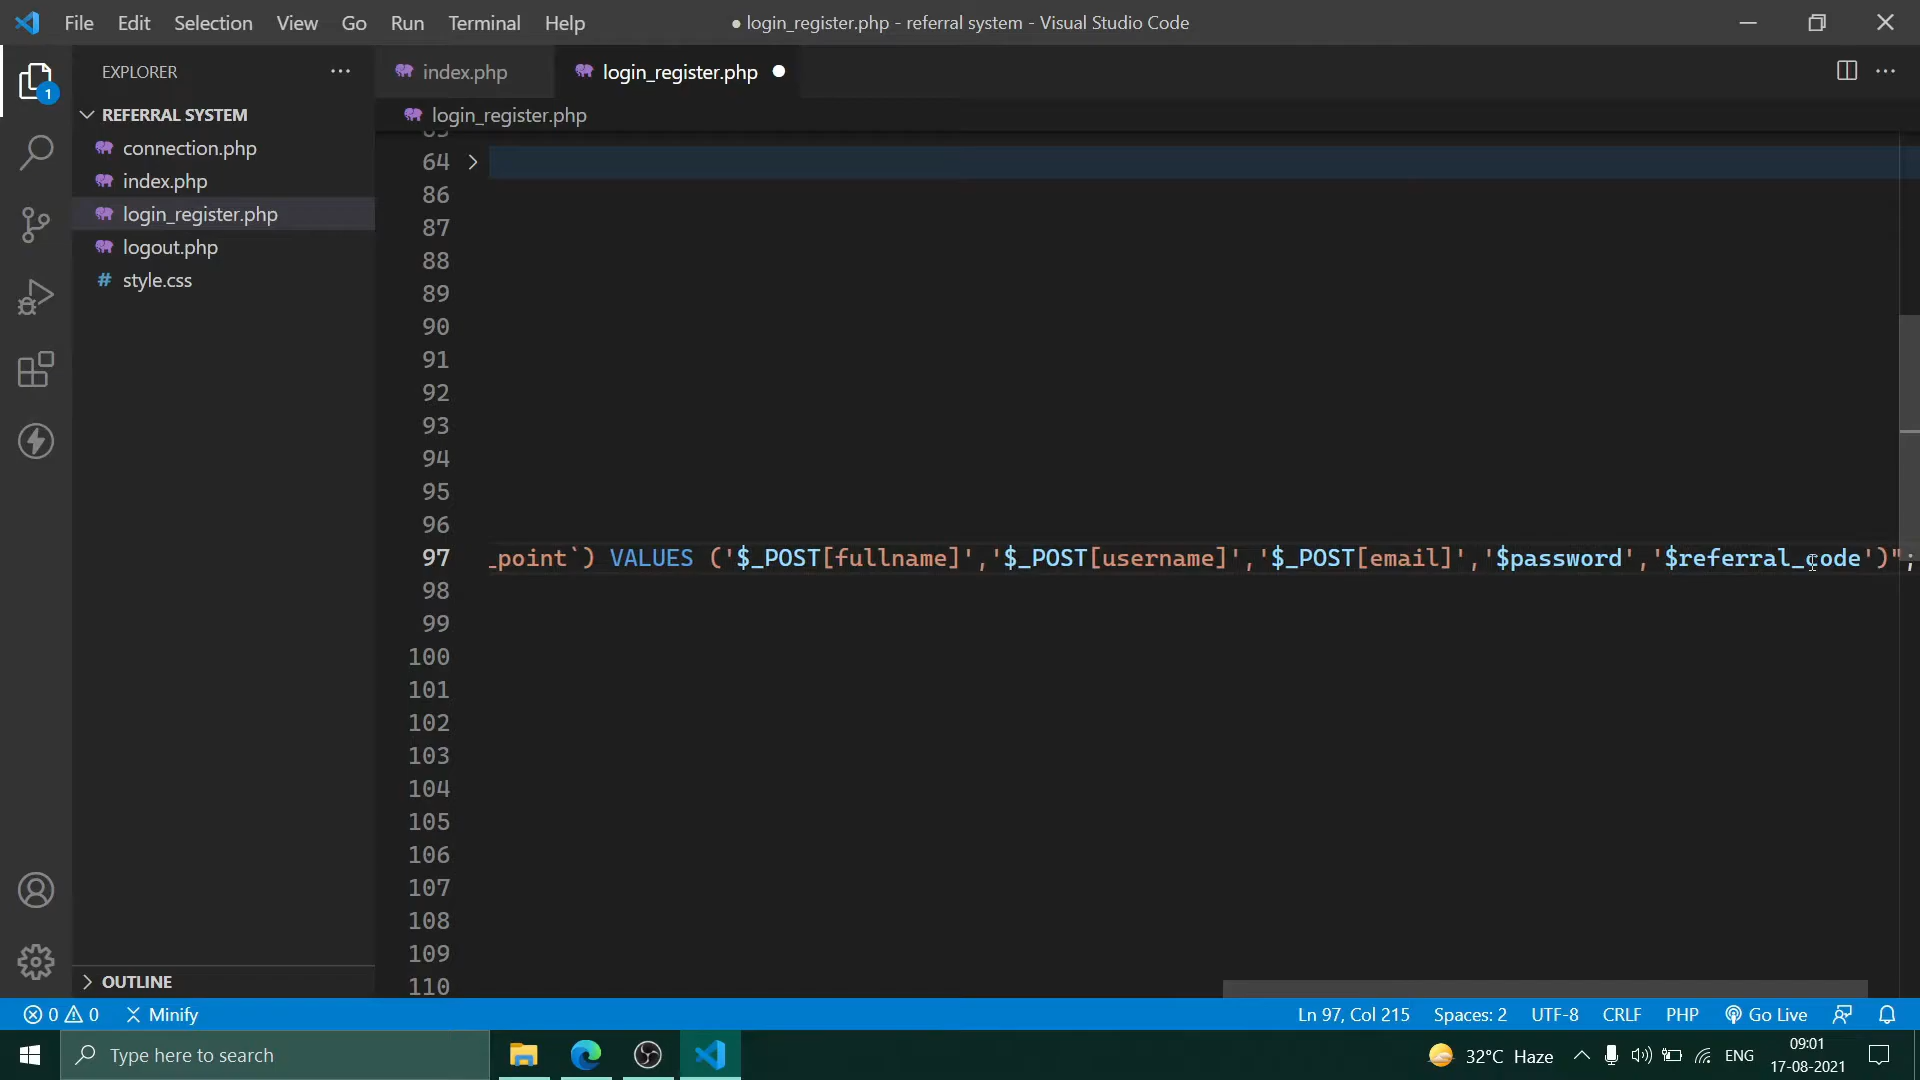 File Edit Selection View Go Run Terminal Help
● login_register.php - referral system - Visual Studio Code
EXPLORER
index.php
login_register.php
REFERRAL SYSTEM
connection.php
index.php
login_register.php
logout.php
style.css
OUTLINE
login_register.php
64
86
87
88
89
90
91
92
93
94
95
96
97 _point`) VALUES ('$_POST[fullname]','$_POST[username]','$_POST[email]','$password','$referral_code')";
98
99
100
101
102
103
104
105
106
107
108
109
110
1
0 0 Minify
Ln 97, Col 215 Spaces: 2 UTF-8 CRLF PHP Go Live
Type here to search
32°C Haze
ENG
09:01
17-08-2021